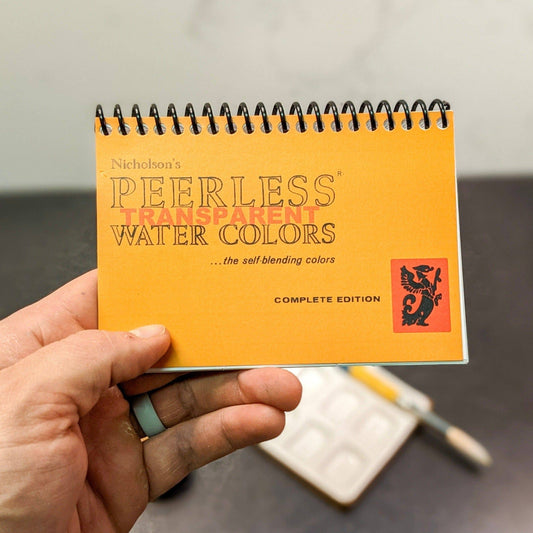 Nicholson's
PEERLESS®
TRANSPARENT
WATER COLORS
...the self-blending colors
COMPLETE EDITION